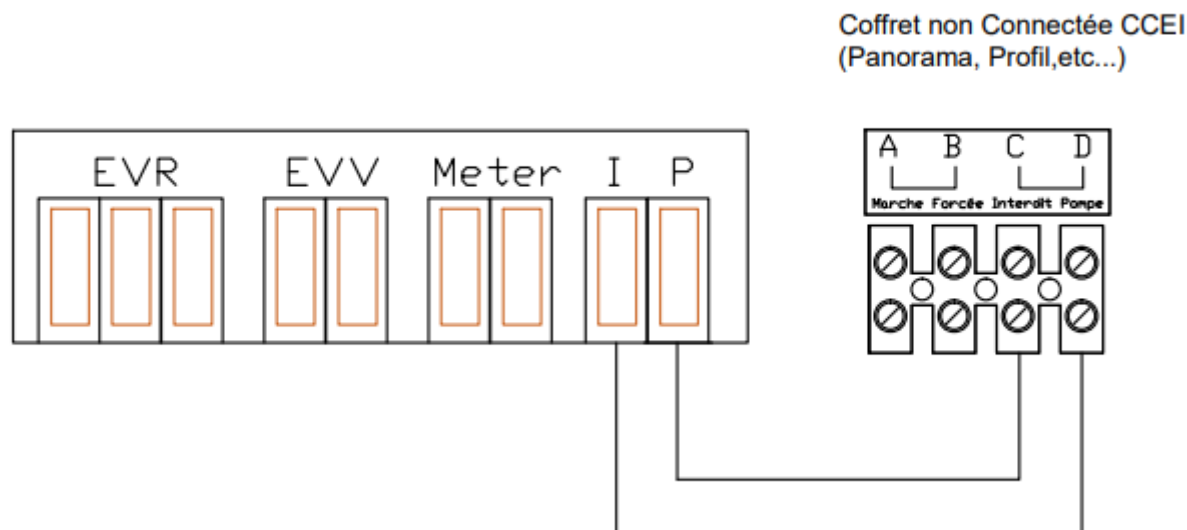 Coffret non Connectée CCEI
(Panorama, Profil,etc...)
EVR EVV Meter I P
A B C D
Marche Forcée Interdit Pompe